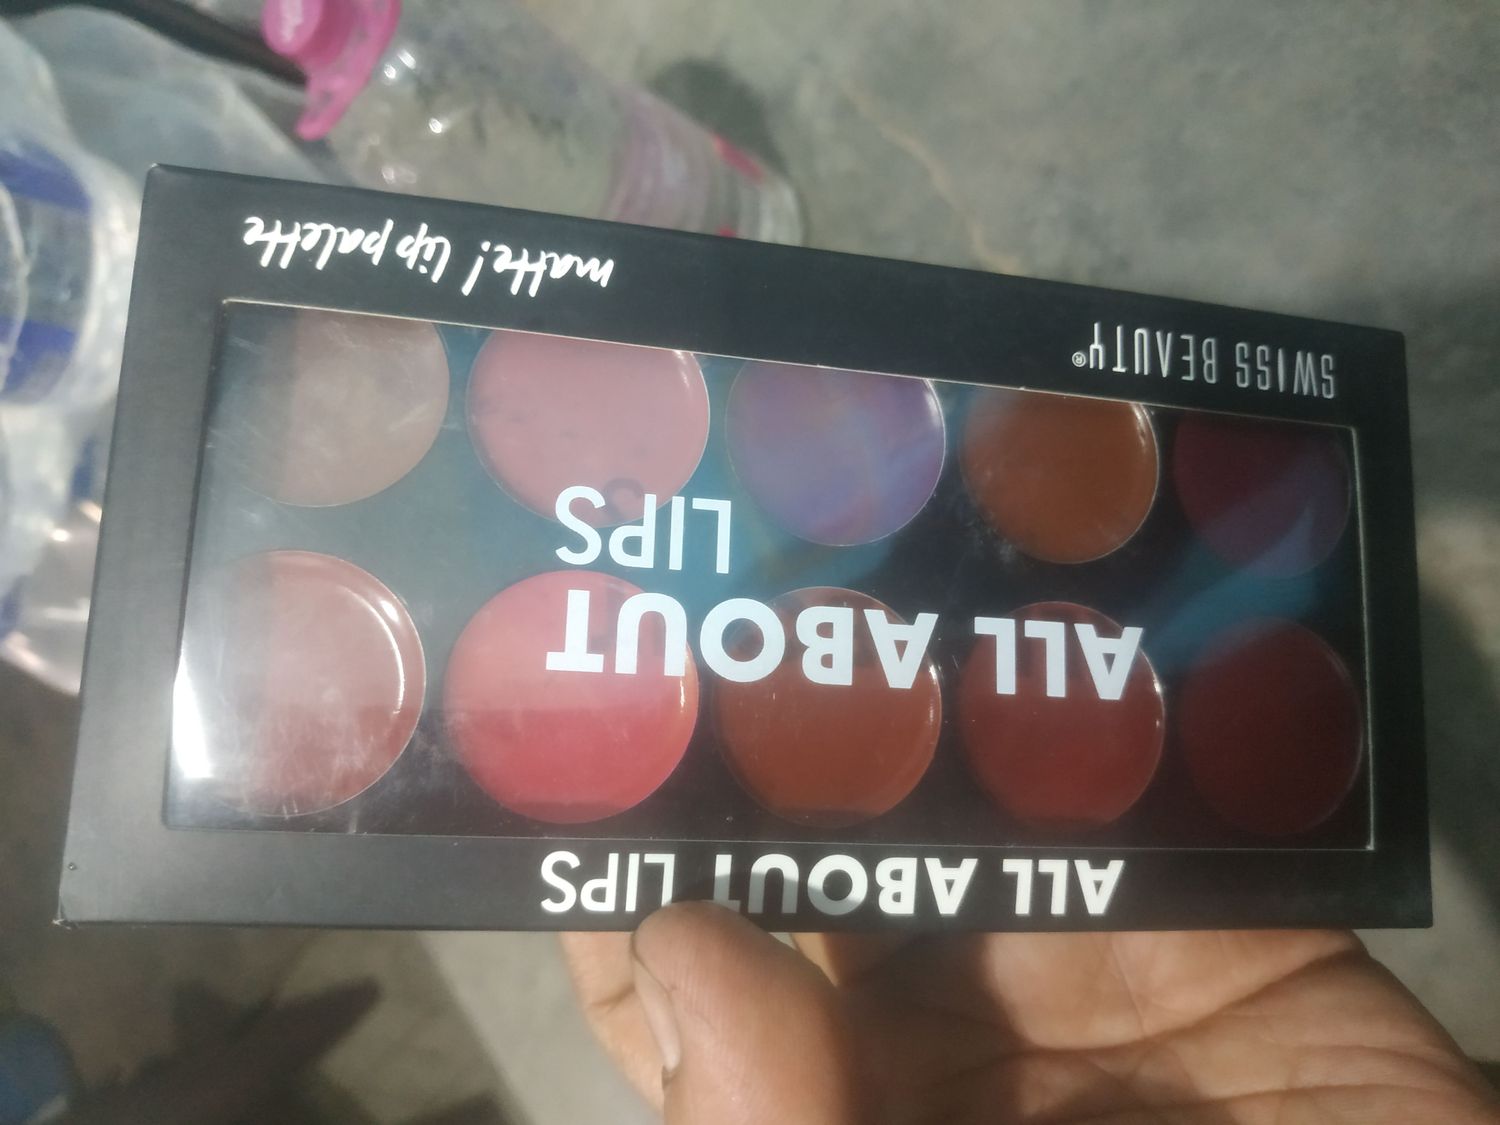 ALL ABOUT LIPS
ALL ABOUT
LIPS
SWISS BEAUTY®
matte! lip palette